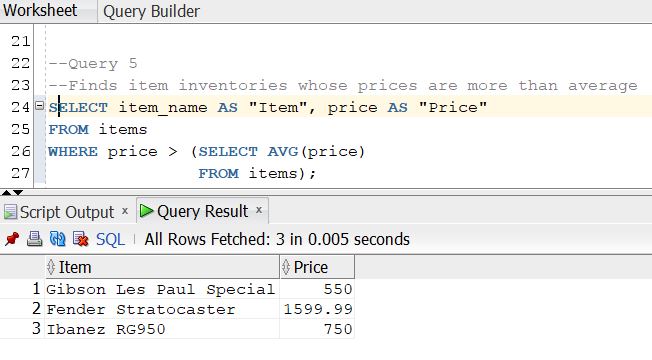 Worksheet Query Builder
21
22 --Query 5
23 --Finds item inventories whose prices are more than average
24 SELECT item_name AS "Item", price AS "Price"
25 FROM items
26 WHERE price > (SELECT AVG(price)
27 FROM items);
Script Output x Query Result x
SQL All Rows Fetched: 3 in 0.005 seconds
Item Price
1 Gibson Les Paul Special 550
2 Fender Stratocaster 1599.99
3 Ibanez RG950 750